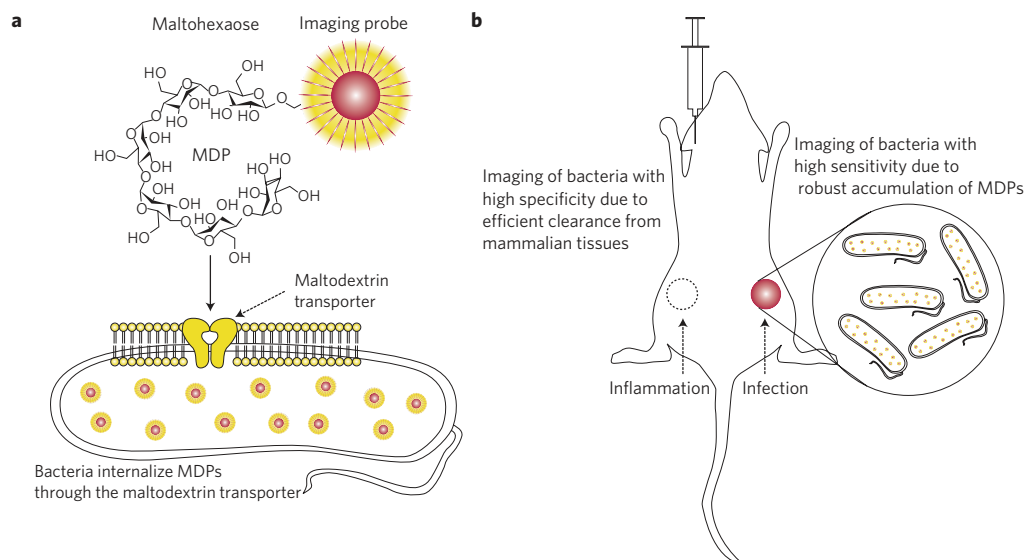 a
Maltohexaose
Imaging probe
OH
HO
O
O
OH
HO
HO
O
O
O
O
OH
HO
OH
HO
O
OH
O
OH
HO
MDP
HO
OH
HO
O
HO
O
OH
OH
HO
OH
O
HO
O
HO
O
OH
HO
O
OH
O
OH
Maltodextrin
transporter
Bacteria internalize MDPs
through the maltodextrin transporter
b
Imaging of bacteria with
high specificity due to
efficient clearance from
mammalian tissues
Imaging of bacteria with
high sensitivity due to
robust accumulation of MDPs
Inflammation
Infection